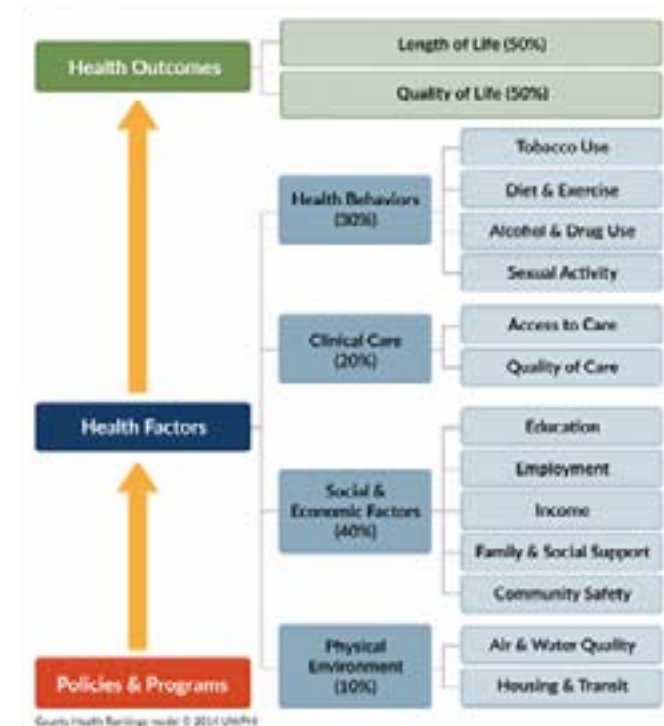 Health Outcomes
Length of Life (50%)
Quality of Life (50%)
Health Factors
Health Behaviors
(30%)
Tobacco Use
Diet & Exercise
Alcohol & Drug Use
Sexual Activity
Clinical Care
(20%)
Access to Care
Quality of Care
Social &
Economic Factors
(40%)
Education
Employment
Income
Family & Social Support
Community Safety
Physical
Environment
(10%)
Air & Water Quality
Housing & Transit
Policies & Programs
County Health Rankings model © 2014 UWPHI